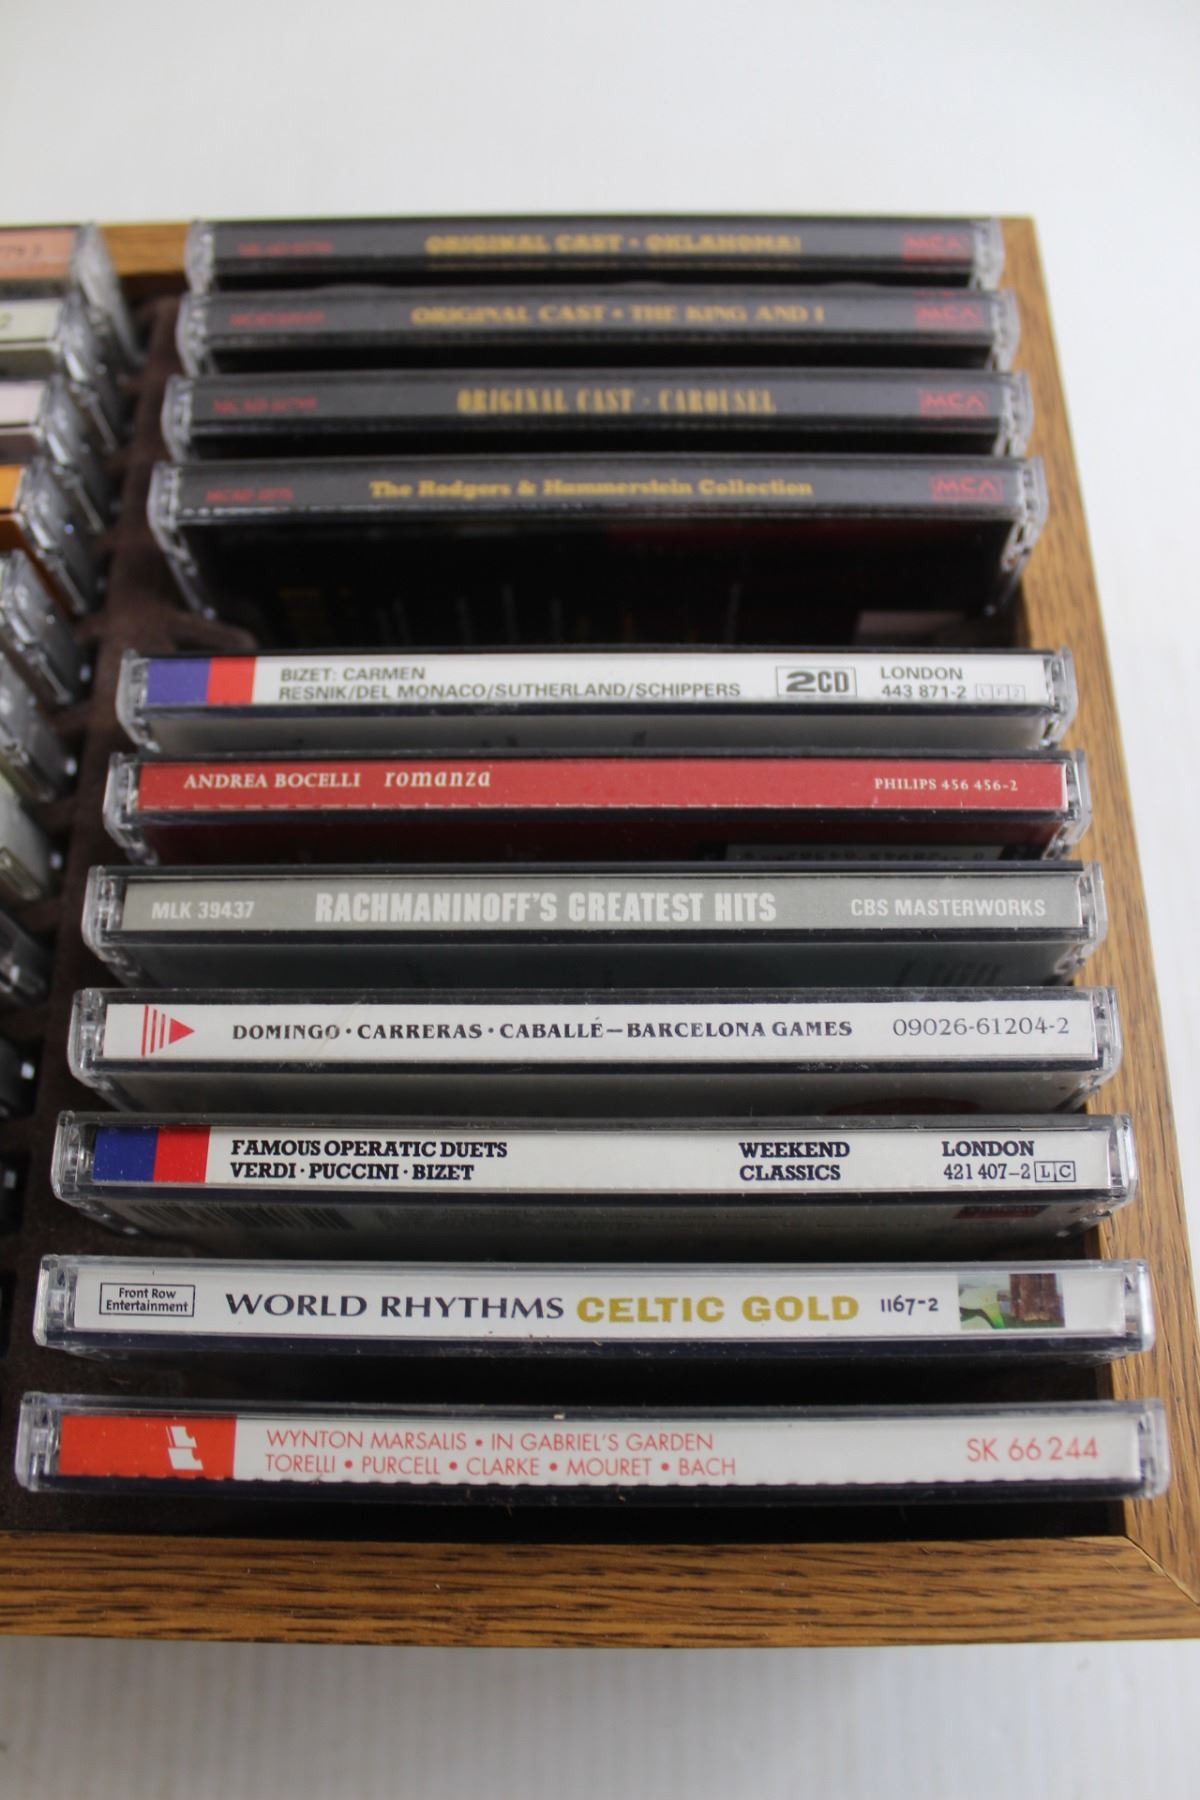 ORIGINAL CAST · OKLAHOMA!
MCA
ORIGINAL CAST · THE KING AND I
MCA
ORIGINAL CAST · CAROUSEL
MCA
The Rodgers & Hammerstein Collection
MCA
BIZET: CARMEN
RESNIK/DEL MONACO/SUTHERLAND/SCHIPPERS
2CD
LONDON
443 871-2
ANDREA BOCELLI romanza PHILIPS 456 456-2
MLK 39437 RACHMANINOFF'S GREATEST HITS CBS MASTERWORKS
DOMINGO · CARRERAS · CABALLÉ—BARCELONA GAMES 09026-61204-2
FAMOUS OPERATIC DUETS
VERDI · PUCCINI · BIZET
WEEKEND
CLASSICS
LONDON
421 407-2 LC
Front Row
Entertainment
WORLD RHYTHMS CELTIC GOLD 1167-2
WYNTON MARSALIS • IN GABRIEL'S GARDEN
TORELLI • PURCELL • CLARKE • MOURET • BACH
SK 66 244